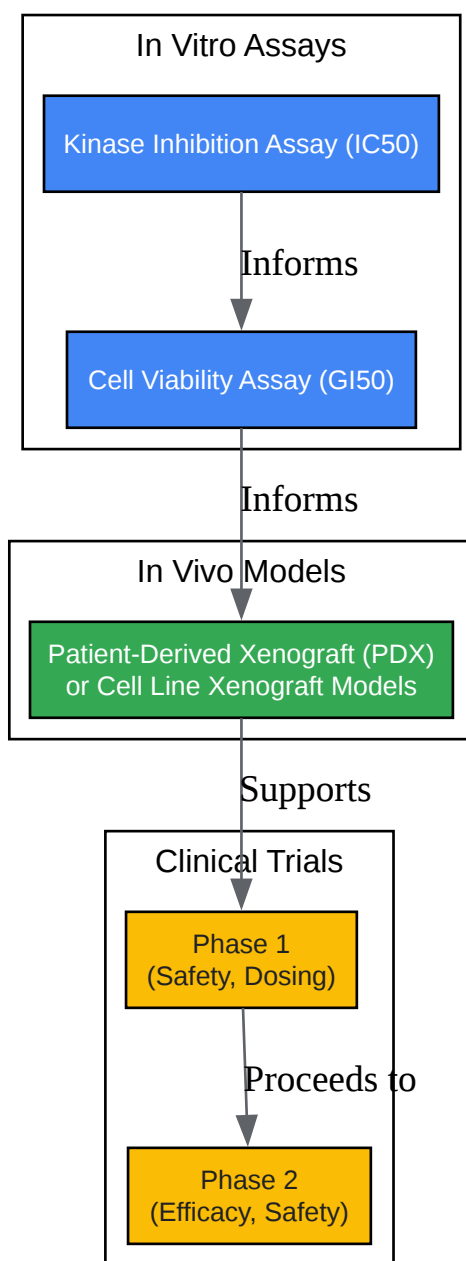 In Vitro Assays
Kinase Inhibition Assay (IC50)
Informs
Cell Viability Assay (GI50)
Informs
In Vivo Models
Patient-Derived Xenograft (PDX)
or Cell Line Xenograft Models
Supports
Clinical Trials
Phase 1
(Safety, Dosing)
Proceeds to
Phase 2
(Efficacy, Safety)